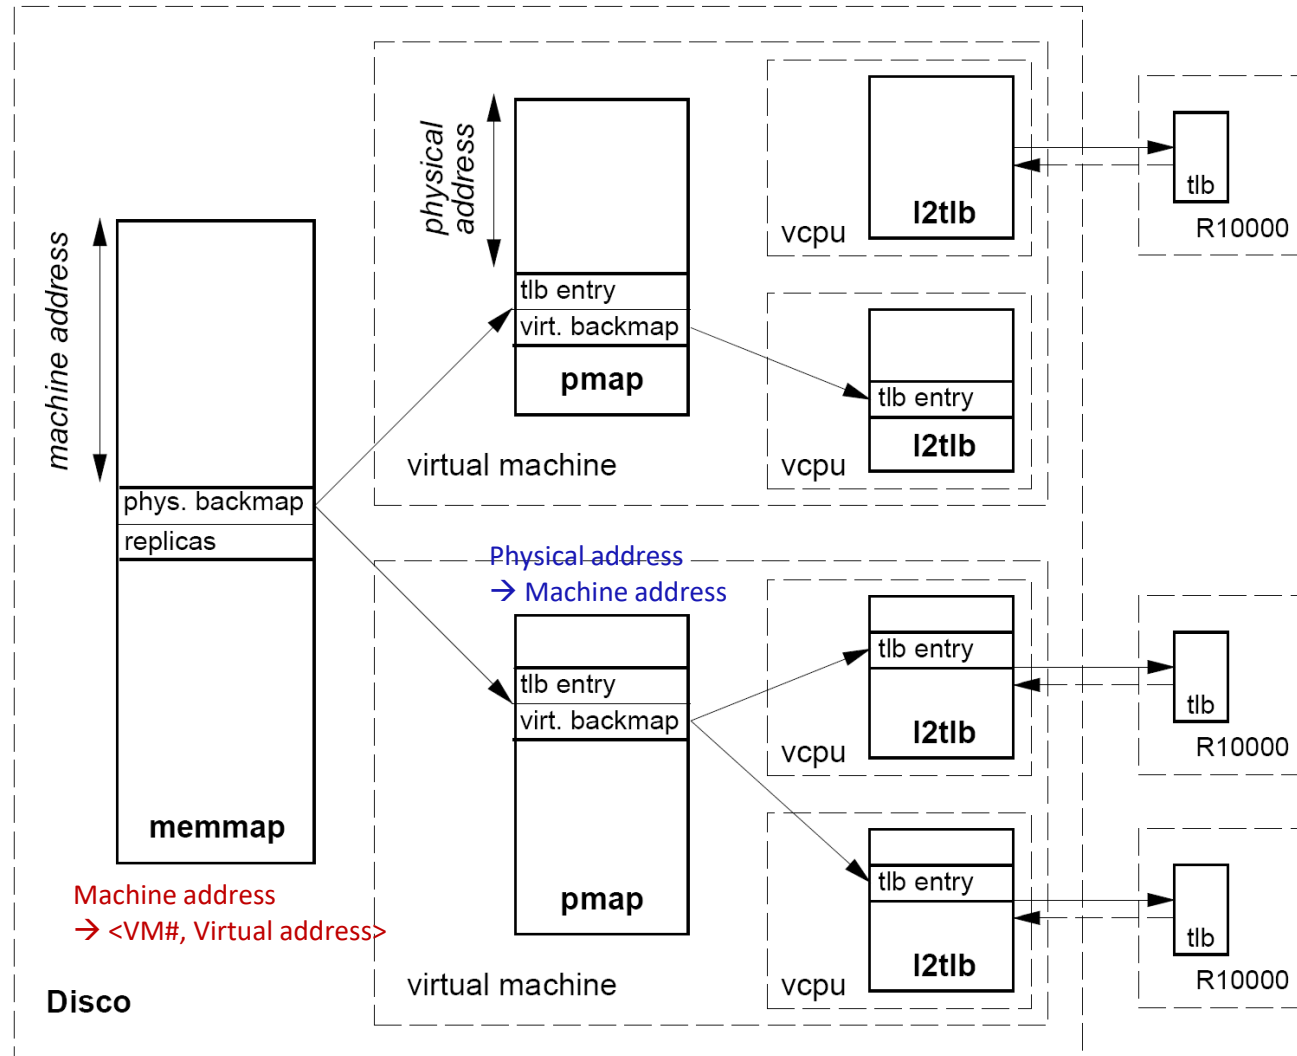 machine address
phys. backmap
replicas
memmap
Machine address
→ <VM#, Virtual address>
Disco
physical
address
tlb entry
virt. backmap
pmap
virtual machine
l2tlb
vcpu
tlb entry
l2tlb
vcpu
tlb
R10000
Physical address
→ Machine address
tlb entry
virt. backmap
pmap
virtual machine
tlb entry
l2tlb
vcpu
tlb entry
l2tlb
vcpu
tlb
R10000
tlb
R10000